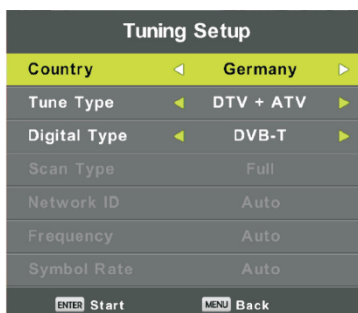 Tuning Setup
Country Germany
Tune Type DTV + ATV
Digital Type DVB-T
Scan Type Full
Network ID Auto
Frequency Auto
Symbol Rate Auto
ENTER Start MENU Back